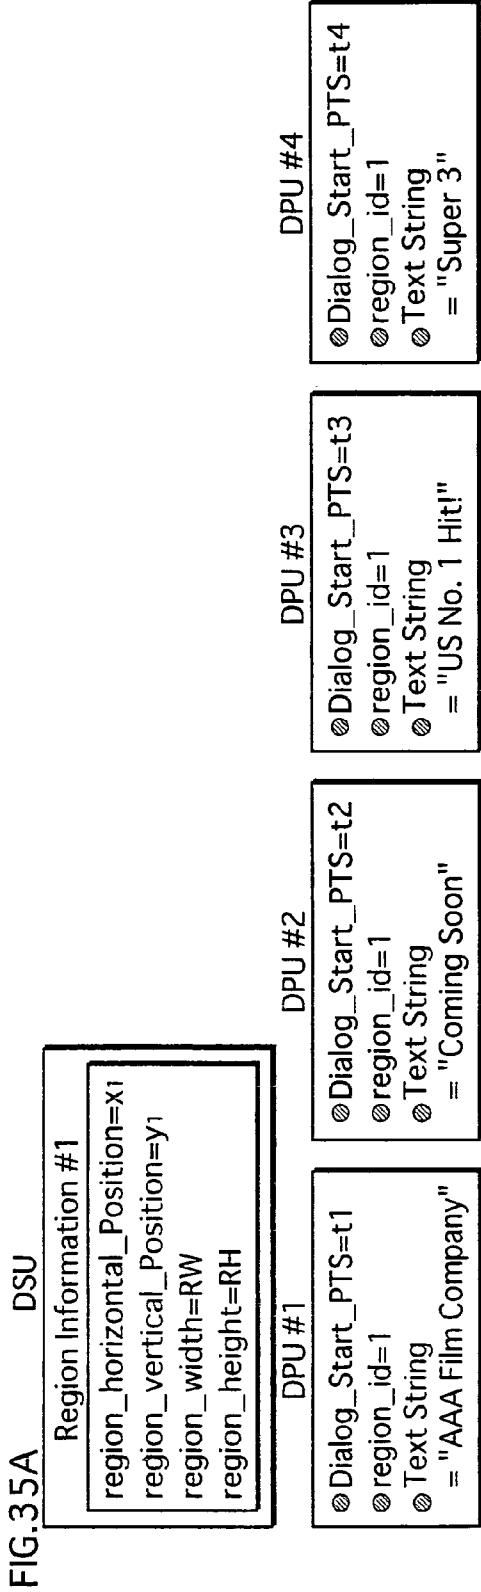 FIG.35A
DSU
Region Information #1
region_horizontal_Position=x1
region_vertical_Position=y1
region_width=RW
region_height=RH
DPU #1
Dialog_Start_PTS=t1
region_id=1
Text String
= "AAA Film Company"
DPU #2
Dialog_Start_PTS=t2
region_id=1
Text String
= "Coming Soon"
DPU #3
Dialog_Start_PTS=t3
region_id=1
Text String
= "US No. 1 Hit!"
DPU #4
Dialog_Start_PTS=t4
region_id=1
Text String
= "Super 3"